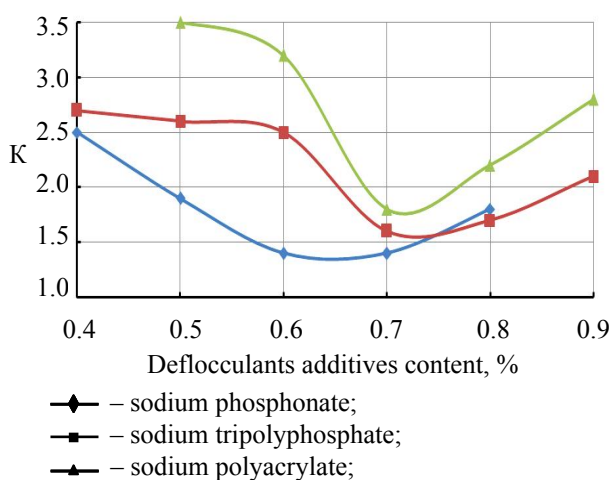 3.5
3.0
2.5
K
2.0
1.5
1.0
0.4 0.5 0.6 0.7 0.8 0.9
Deflocculants additives content, %
– sodium phosphonate;
– sodium tripolyphosphate;
– sodium polyacrylate;